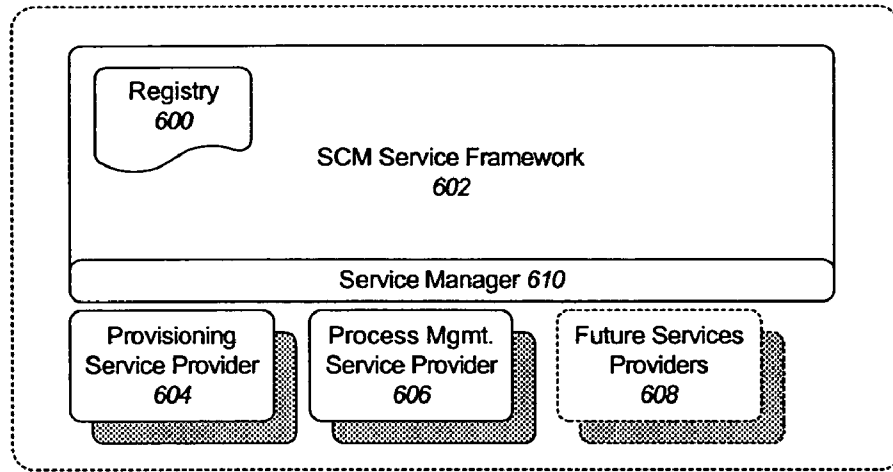 Registry
600
SCM Service Framework
602
Service Manager 610
Provisioning
Service Provider
604
Process Mgmt.
Service Provider
606
Future Services
Providers
608